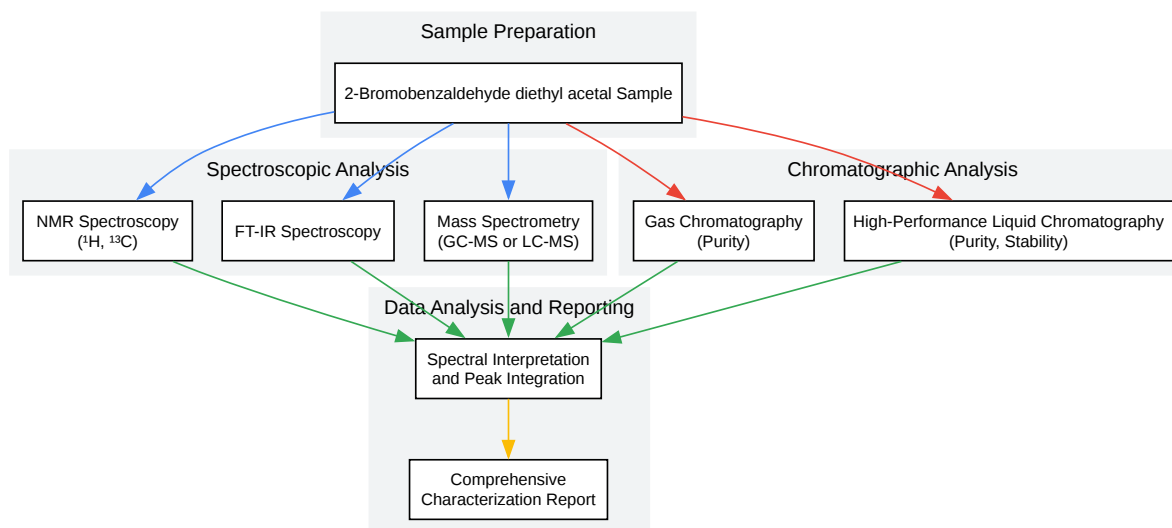 Sample Preparation
2-Bromobenzaldehyde diethyl acetal Sample
Spectroscopic Analysis
Chromatographic Analysis
NMR Spectroscopy
(¹H, ¹³C)
FT-IR Spectroscopy
Mass Spectrometry
(GC-MS or LC-MS)
Gas Chromatography
(Purity)
High-Performance Liquid Chromatography
(Purity, Stability)
Data Analysis and Reporting
Spectral Interpretation
and Peak Integration
Comprehensive
Characterization Report